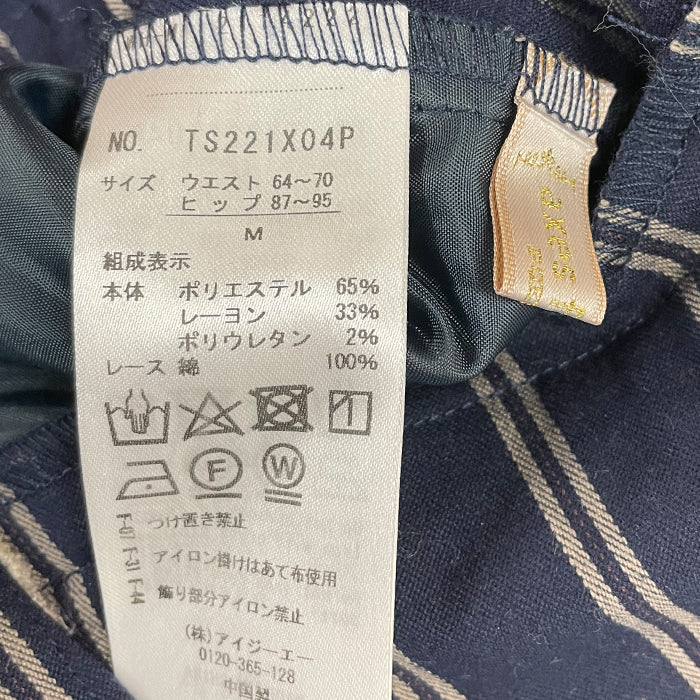 NO. TS221X04P
サイズ ウエスト 64～70
ヒップ 87～95
M
組成表示
本体 ポリエステル 65%
レーヨン 33%
ポリウレタン 2%
レース 綿 100%
F
W
F-01 つけ置き禁止
F-31 アイロン掛けはあて布使用
F-44 飾り部分アイロン禁止
(株)アイジーエー
0120-365-128
中国製
axes